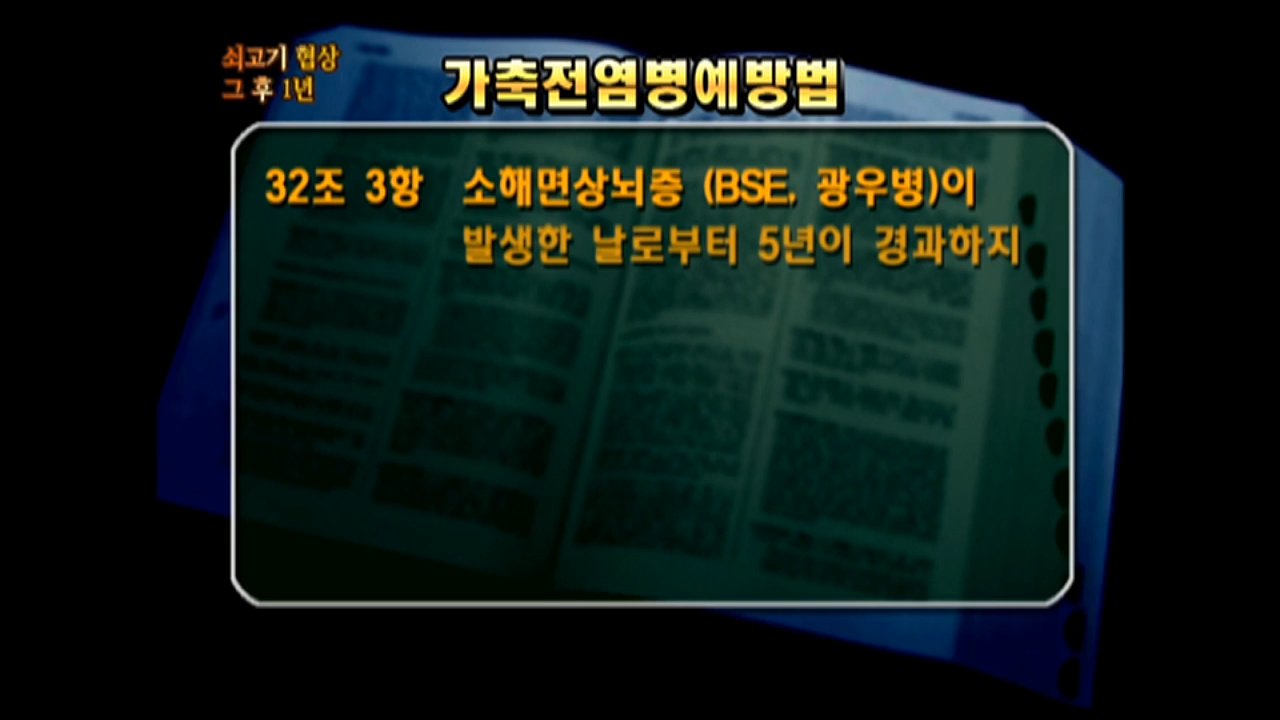 쇠고기 협상
그 후 1년
가축전염병예방법
32조 3항 소해면상뇌증 (BSE, 광우병)이
발생한 날로부터 5년이 경과하지